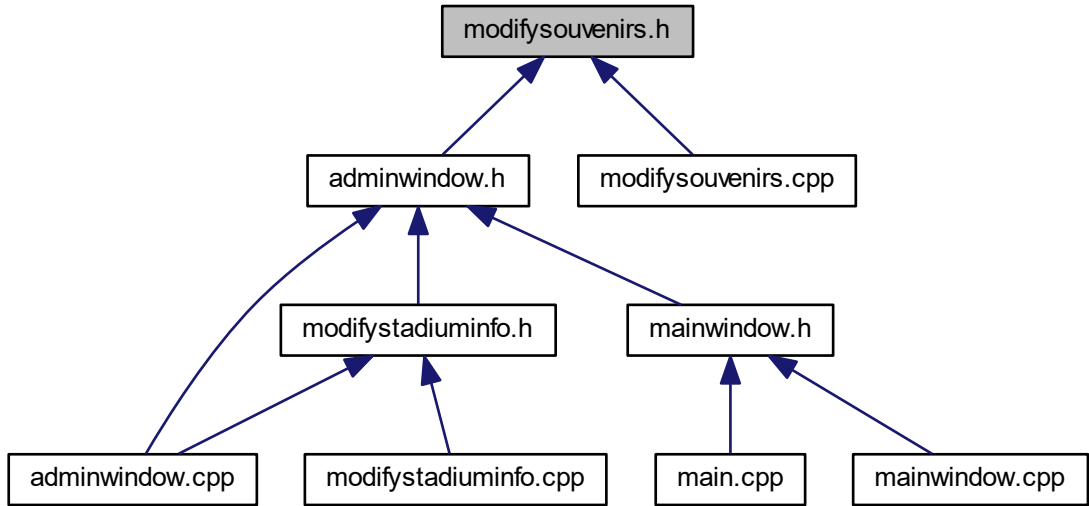 modifysouvenirs.h
adminwindow.h
modifysouvenirs.cpp
modifystadiuminfo.h
mainwindow.h
adminwindow.cpp
modifystadiuminfo.cpp
main.cpp
mainwindow.cpp